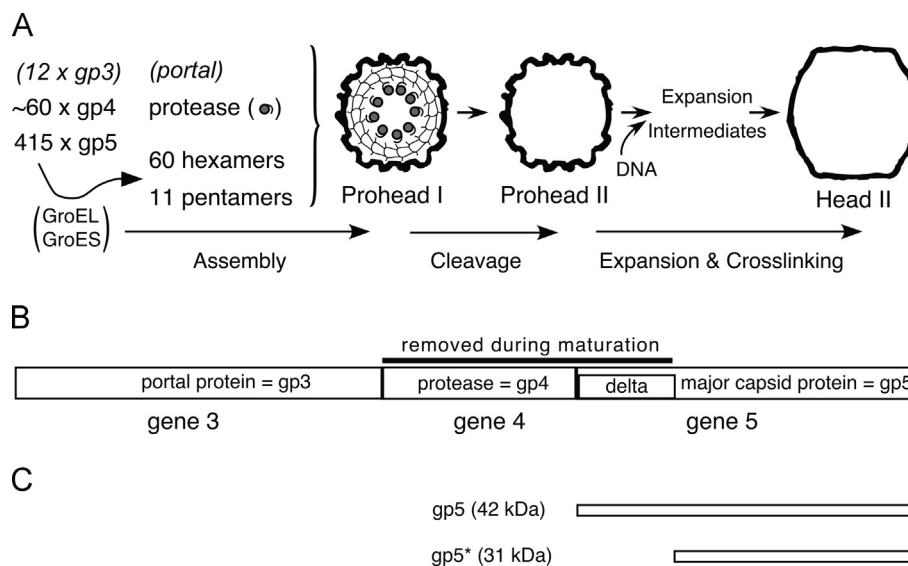 A
(12 x gp3)
(portal)
~60 x gp4
protease ( )
415 x gp5
60 hexamers
11 pentamers
(GroEL
GroES)
Prohead I
Prohead II
Expansion
Intermediates
DNA
Head II
Assembly
Cleavage
Expansion & Crosslinking
B
removed during maturation
portal protein = gp3
protease = gp4
delta
major capsid protein = gp5
gene 3
gene 4
gene 5
C
gp5 (42 kDa)
gp5* (31 kDa)